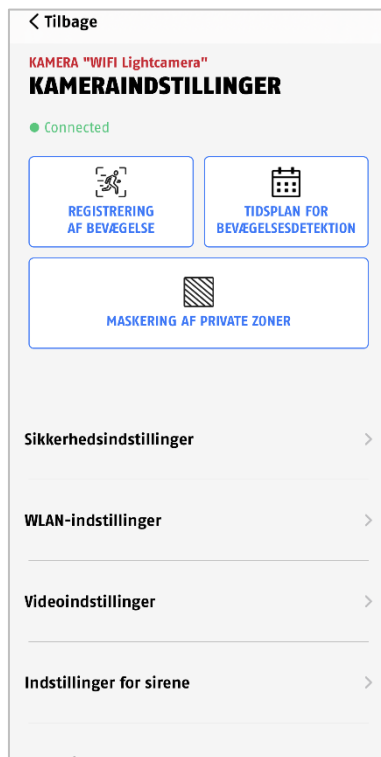 Tilbage
KAMERA "WIFI Lightcamera"
KAMERAINDSTILLINGER
Connected
REGISTRERING
AF BEVÆGELSE
TIDSPLAN FOR
BEVÆGELSESDETEKTION
MASKERING AF PRIVATE ZONER
Sikkerhedsindstillinger
WLAN-indstillinger
Videoindstillinger
Indstillinger for sirene